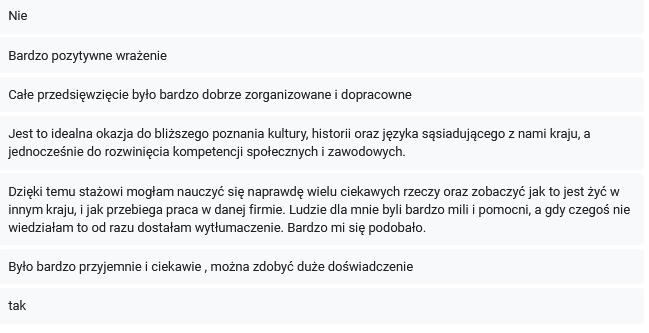 Nie
Bardzo pozytywne wrażenie
Całe przedsięwzięcie było bardzo dobrze zorganizowane i dopracowne
Jest to idealna okazja do bliższego poznania kultury, historii oraz języka sąsiadującego z nami kraju, a
jednocześnie do rozwinięcia kompetencji społecznych i zawodowych.
Dzięki temu stażowi mogłam nauczyć się naprawdę wielu ciekawych rzeczy oraz zobaczyć jak to jest żyć w
innym kraju, i jak przebiega praca w danej firmie. Ludzie dla mnie byli bardzo mili i pomocni, a gdy czegoś nie
wiedziałam to od razu dostałam wytłumaczenie. Bardzo mi się podobało.
Było bardzo przyjemnie i ciekawie , można zdobyć duże doświadczenie
tak